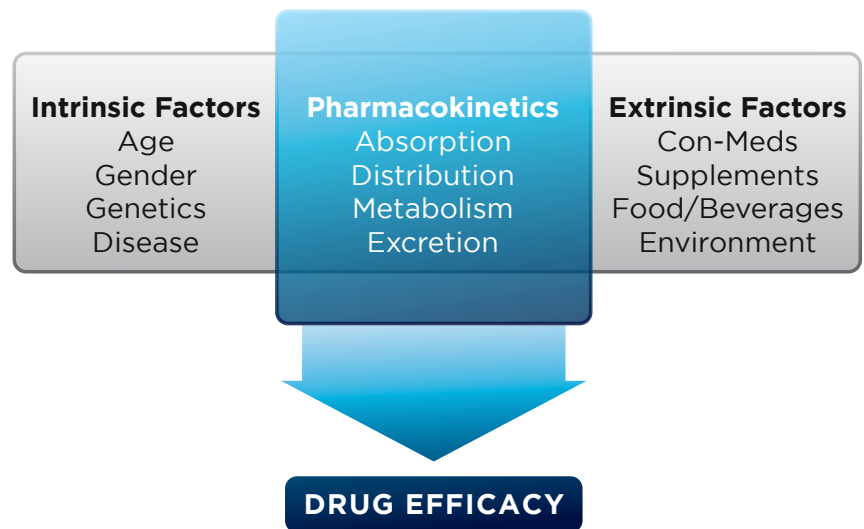 Intrinsic Factors
Age
Gender
Genetics
Disease
Pharmacokinetics
Absorption
Distribution
Metabolism
Excretion
Extrinsic Factors
Con-Meds
Supplements
Food/Beverages
Environment
DRUG EFFICACY